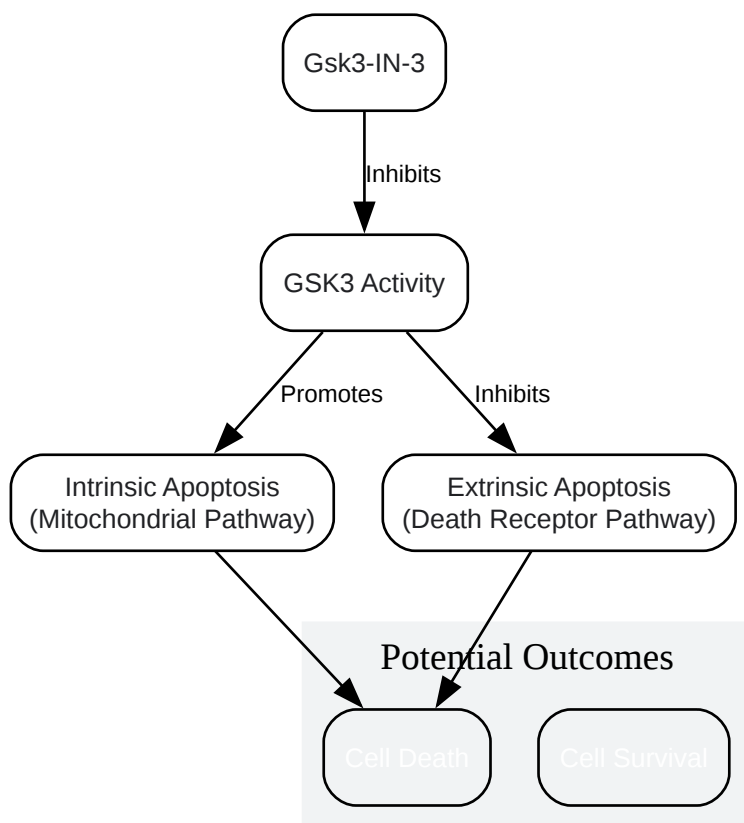 Gsk3-IN-3
Inhibits
GSK3 Activity
Promotes
Inhibits
Intrinsic Apoptosis
(Mitochondrial Pathway)
Extrinsic Apoptosis
(Death Receptor Pathway)
Potential Outcomes
Cell Death
Cell Survival